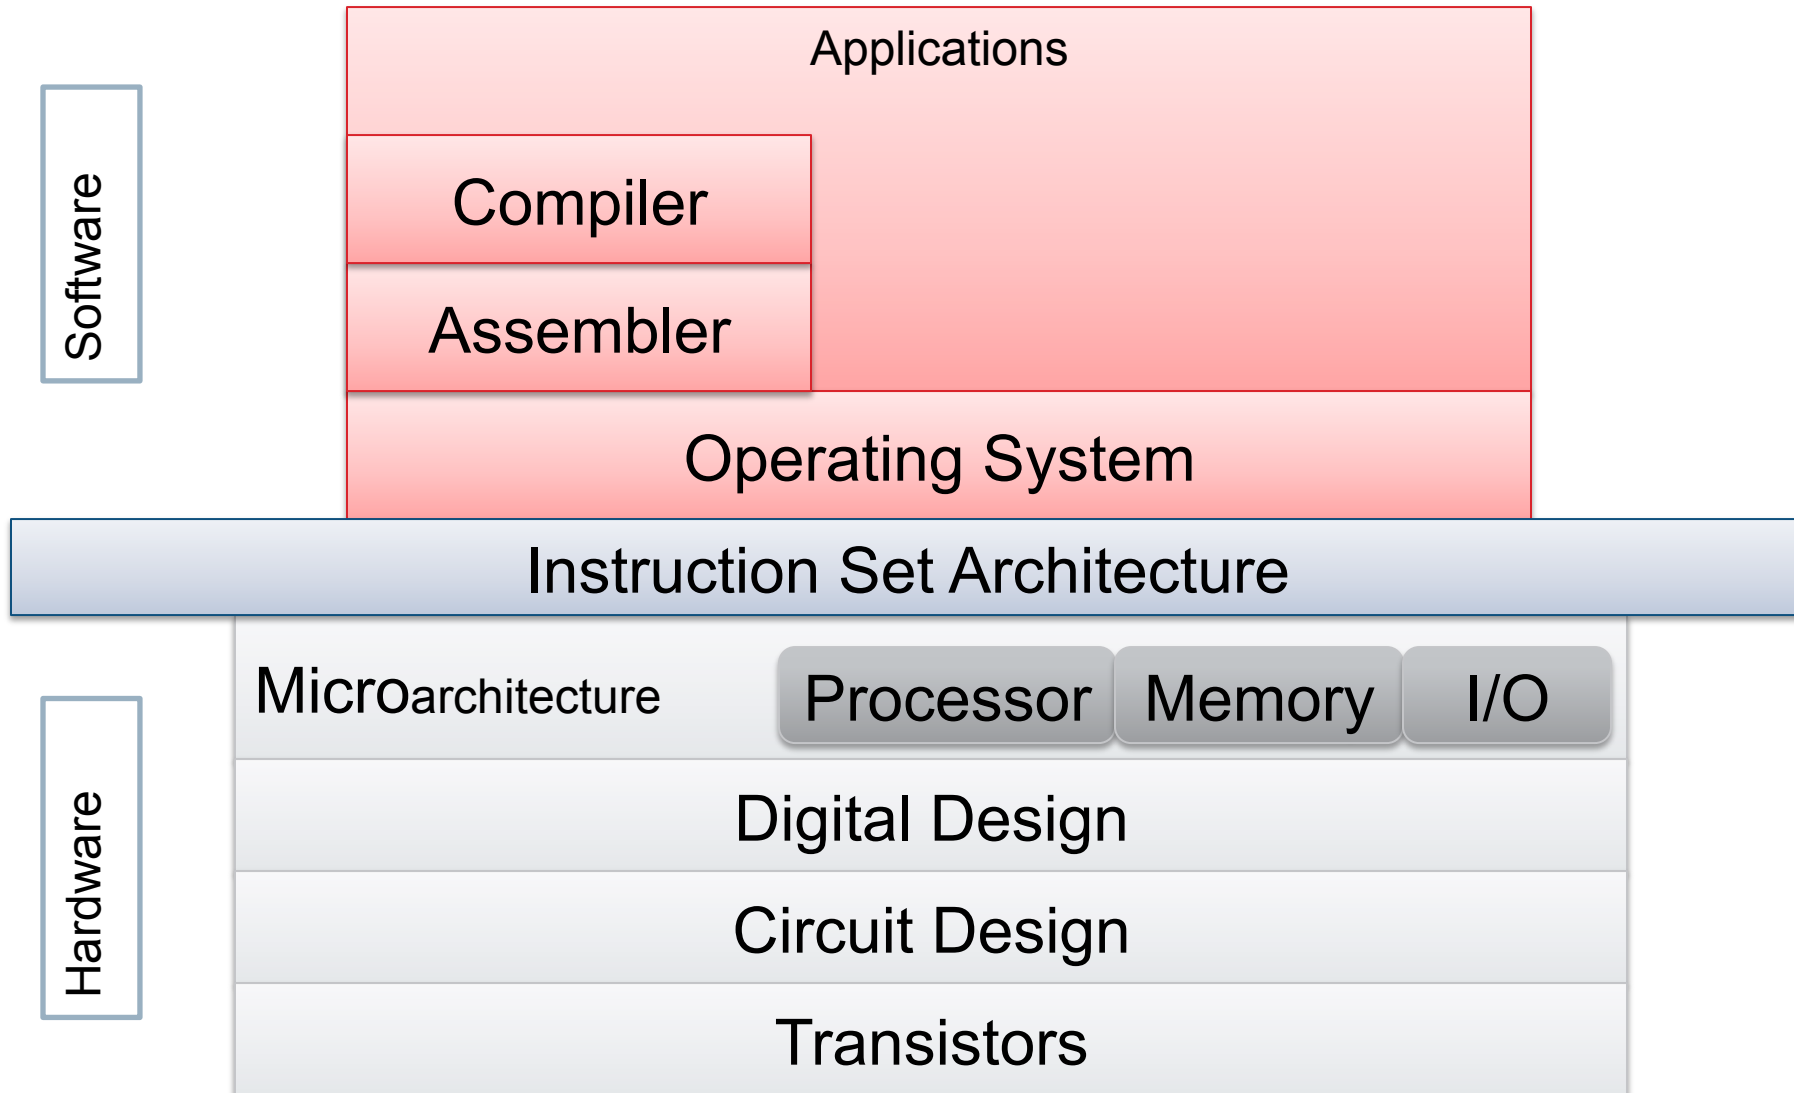 Applications
Software
Compiler
Assembler
Operating System
Instruction Set Architecture
Microarchitecture
Processor
Memory
I/O
Hardware
Digital Design
Circuit Design
Transistors